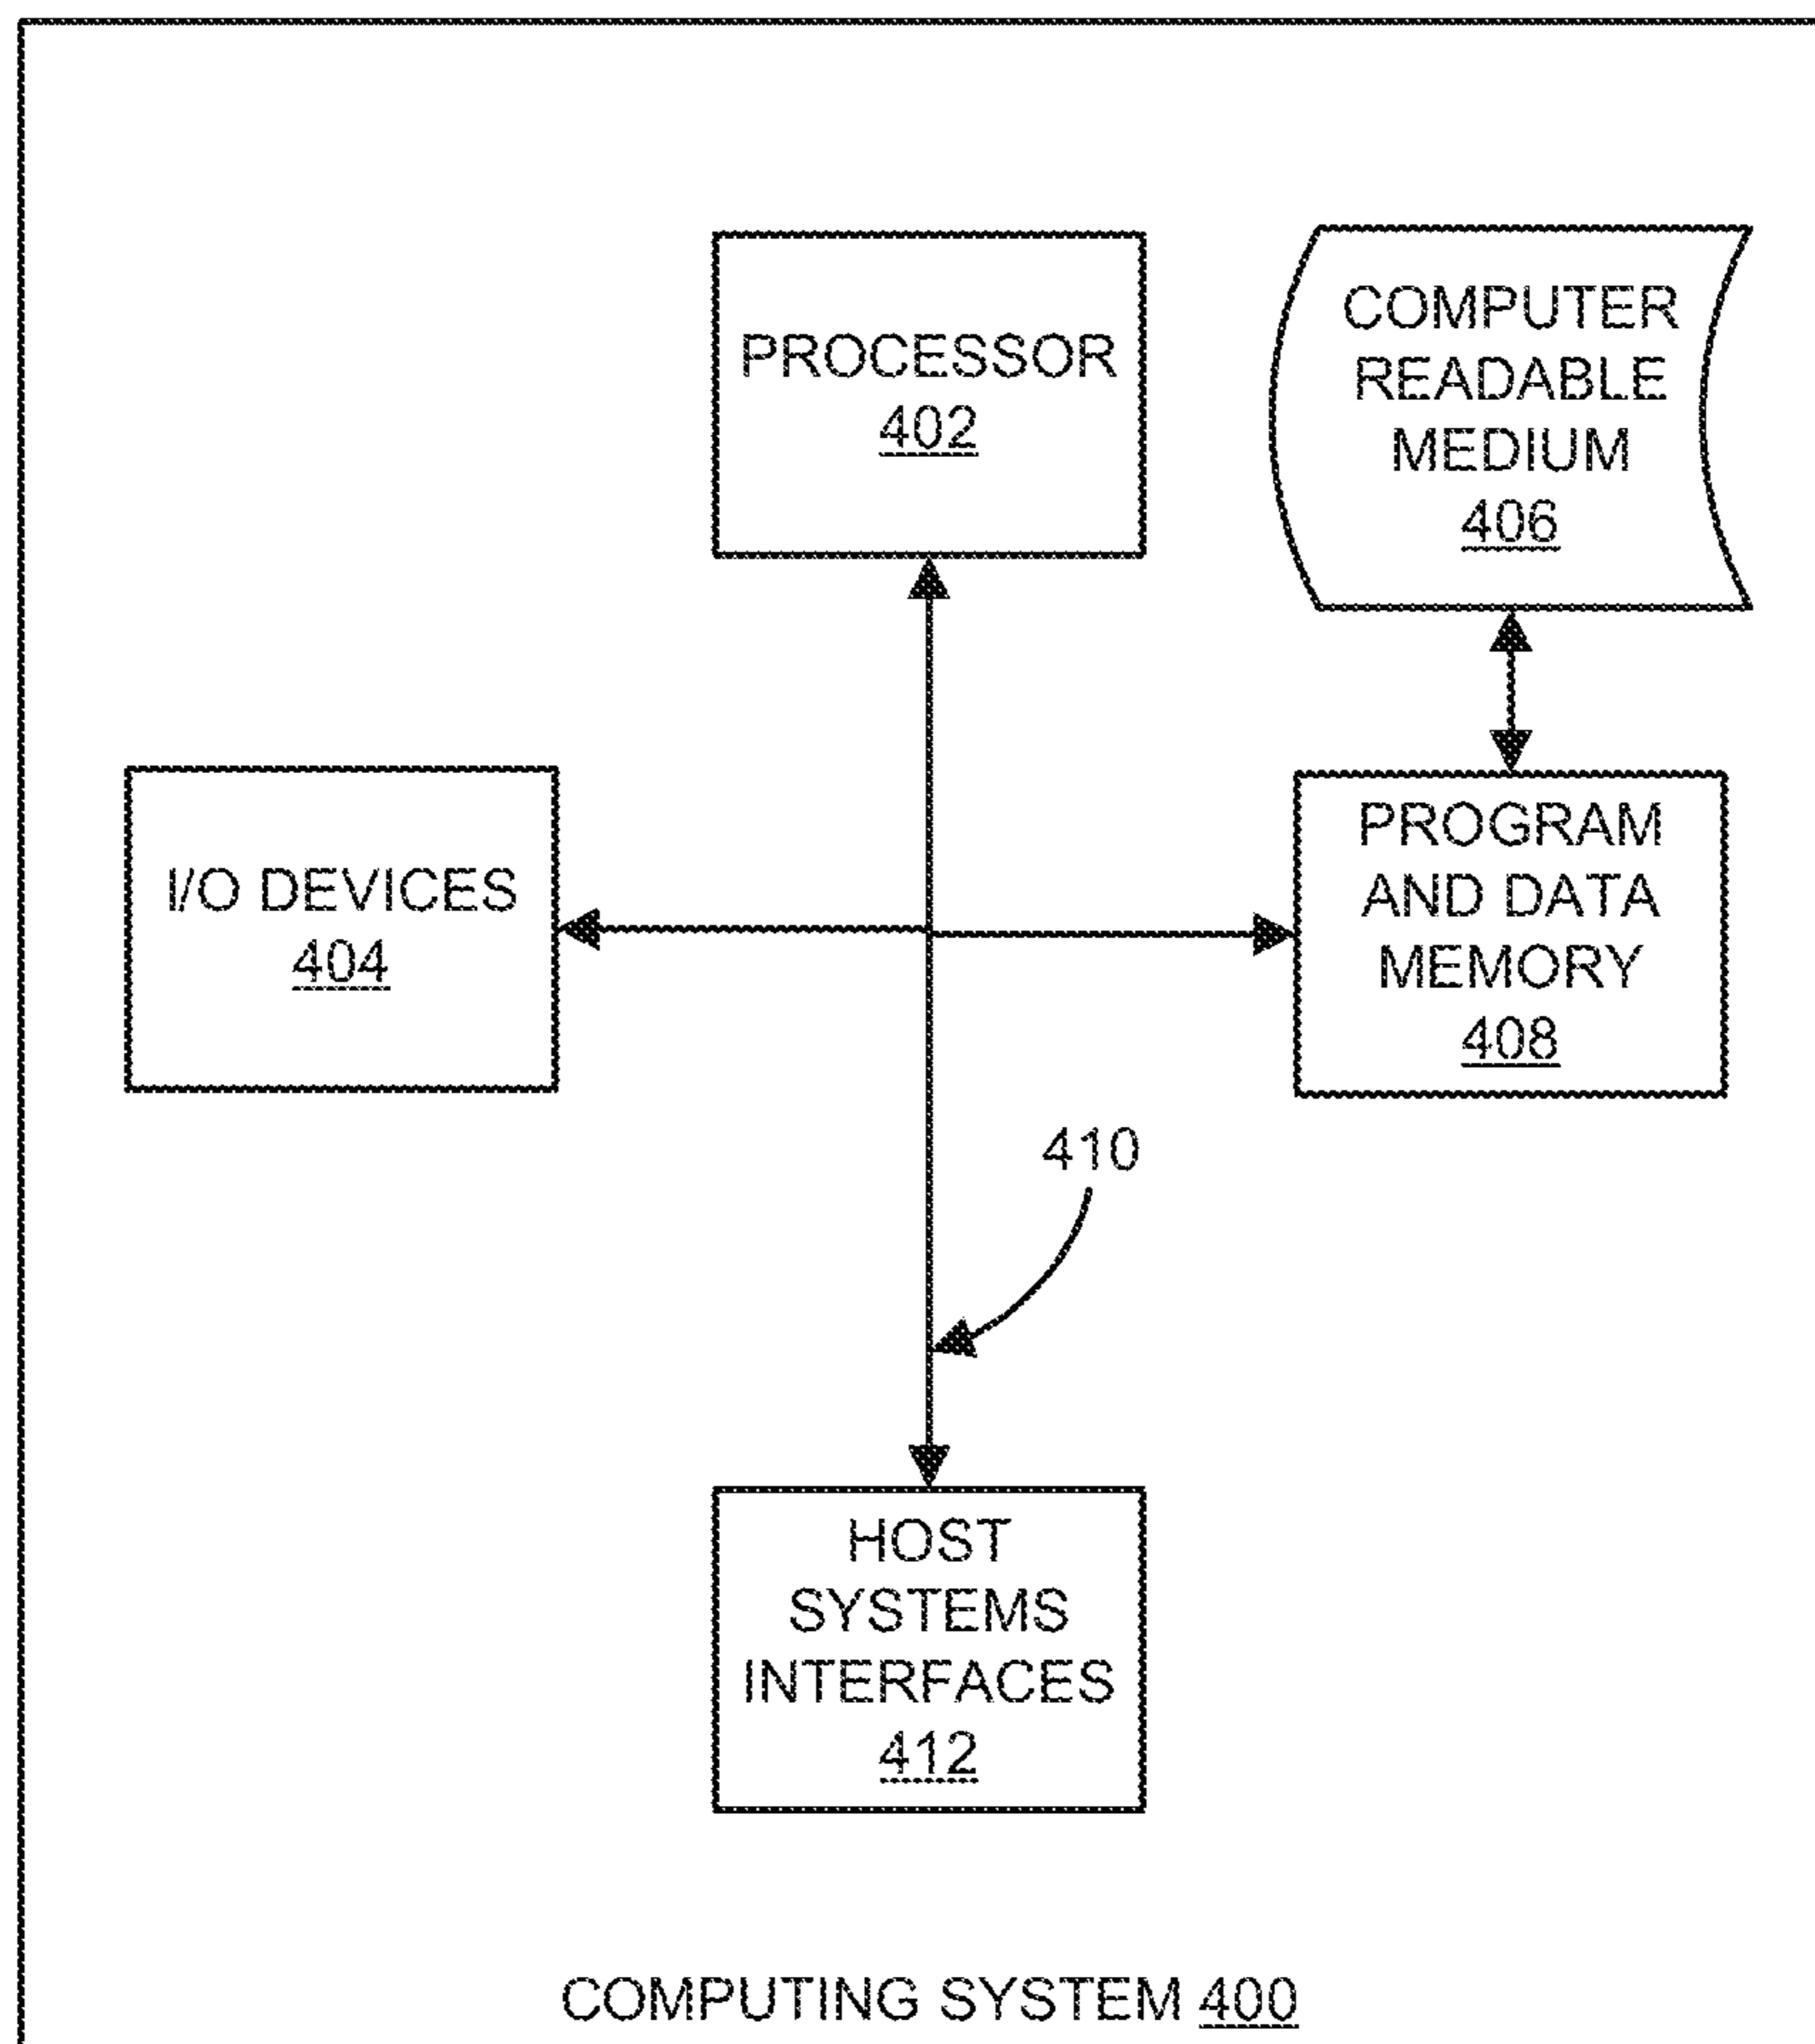 PROCESSOR
402
COMPUTER
READABLE
MEDIUM
406
I/O DEVICES
404
PROGRAM
AND DATA
MEMORY
408
410
HOST
SYSTEMS
INTERFACES
412
COMPUTING SYSTEM 400